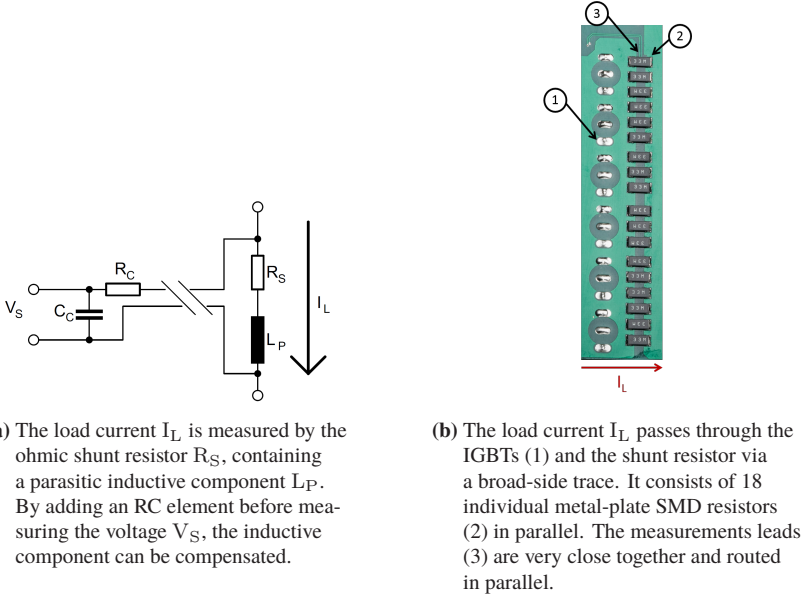 R_C
V_S
C_C
R_S
L_P
I_L
a) The load current I_L is measured by the
ohmic shunt resistor R_S, containing
a parasitic inductive component L_P.
By adding an RC element before mea-
suring the voltage V_S, the inductive
component can be compensated.
3
2
1
I_L
(b) The load current I_L passes through the
IGBTs (1) and the shunt resistor via
a broad-side trace. It consists of 18
individual metal-plate SMD resistors
(2) in parallel. The measurements leads
(3) are very close together and routed
in parallel.